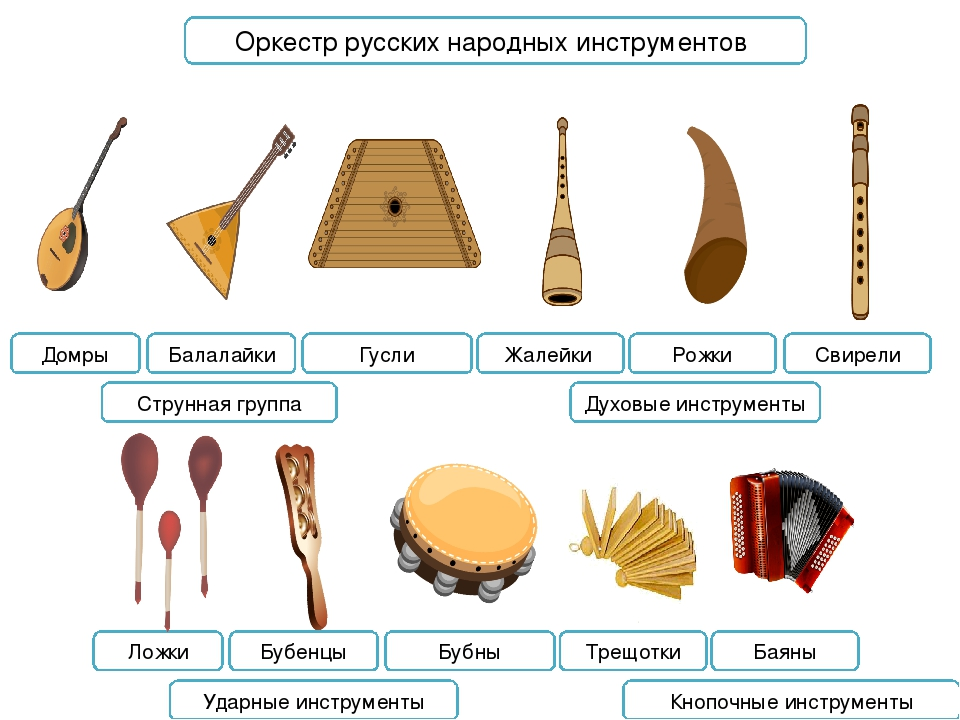 Оркестр русских народных инструментов
Домры
Балалайки
Гусли
Жалейки
Рожки
Свирели
Струнная группа
Духовые инструменты
Ложки
Бубенцы
Бубны
Трещотки
Баяны
Ударные инструменты
Кнопочные инструменты